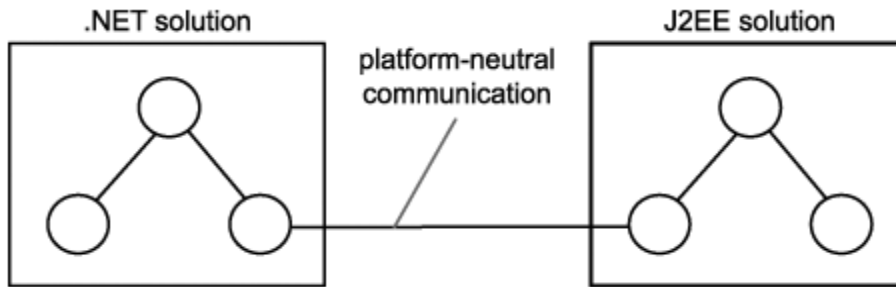 .NET solution
J2EE solution
platform-neutral
communication